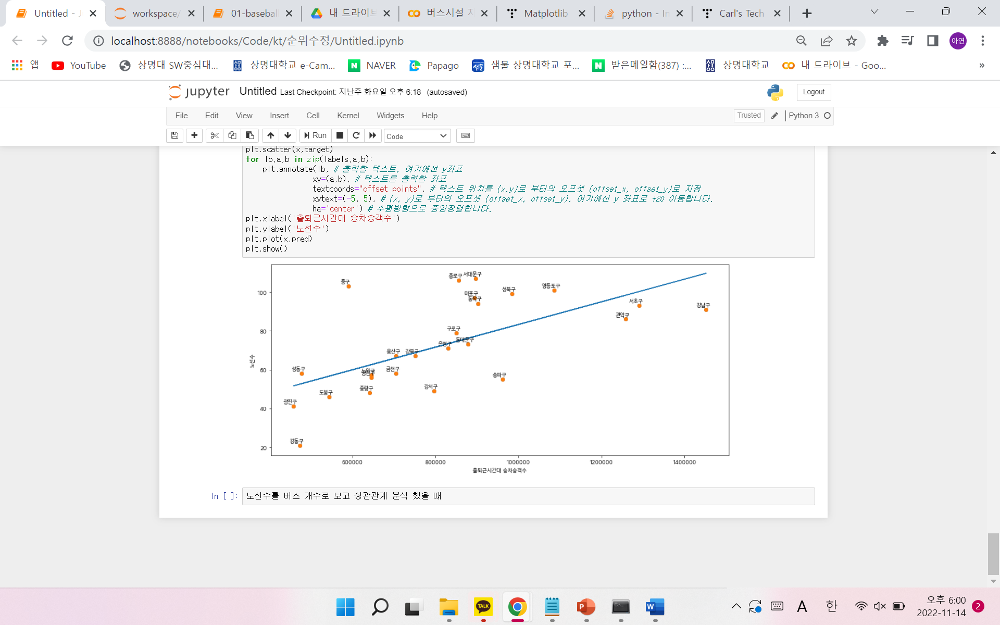 Untitled - J
workspace/
01-baseball
내 드라이브
버스시설 지
Matplotlib
python - In
Carl's Tech
localhost:8888/notebooks/Code/kt/순위수정/Untitled.ipynb
아연
앱
YouTube
상명대 SW중심대...
상명대학교 e-Cam...
NAVER
Papago
샘물 상명대학교 포...
받은메일함(387) :...
상명대학교
내 드라이브 - Goo...
»
jupyter Untitled Last Checkpoint: 지난주 화요일 오후 6:18 (autosaved)
Logout
File Edit View Insert Cell Kernel Widgets Help
Trusted
Python 3
Run
Code
plt.scatter(x,target)
for lb,a,b in zip(labels,a,b):
plt.annotate(lb, # 출력할 텍스트, 여기에선 y좌표
xy=(a,b), # 텍스트를 출력할 좌표
textcoords="offset points", # 텍스트 위치를 (x,y)로 부터의 오프셋 (offset_x, offset_y)로 지정
xytext=(-5, 5), # (x, y)로 부터의 오프셋 (offset_x, offset_y), 여기에선 y 좌표로 +20 이동합니다.
ha='center') # 수평방향으로 중앙정렬합니다.
plt.xlabel('출퇴근시간대 승차승객수')
plt.ylabel('노선수')
plt.plot(x,pred)
plt.show()
종로구 서대문구
중구
영등포구
성북구
100
마포구
동작구
서초구
강남구
관악구
80
구로구
동대문구
은평구
용산구 강북구
노선수
60
성동구
노원구
금천구
송파구
중랑구
강서구
도봉구
광진구
40
강동구
20
600000 800000 1000000 1200000 1400000
출퇴근시간대 승차승객수
In [ ]: 노선수를 버스 개수로 보고 상관관계 분석 했을 때
TALK
A
한
오후 6:00
2022-11-14
2